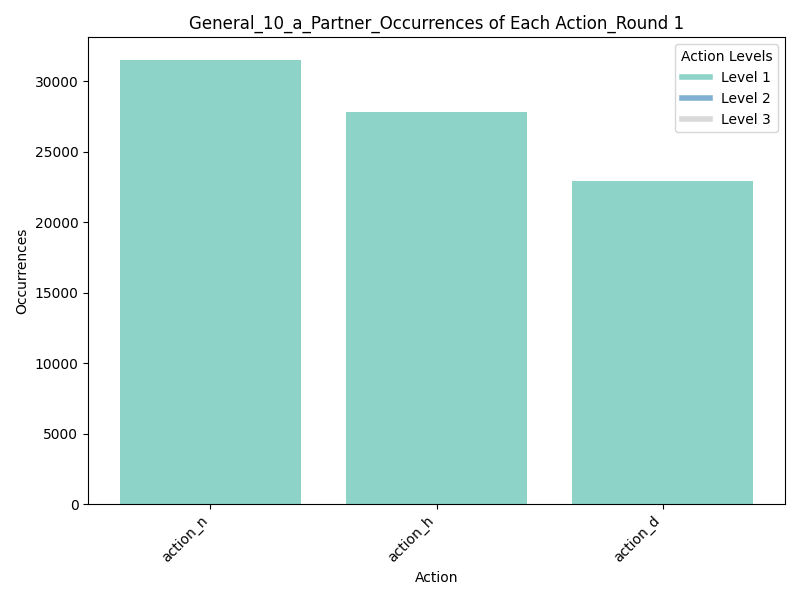 General_10_a_Partner_Occurrences of Each Action_Round 1
Action Levels
Level 1
Level 2
Level 3
Occurrences
30000
25000
20000
15000
10000
5000
0
action_n
action_h
action_d
Action